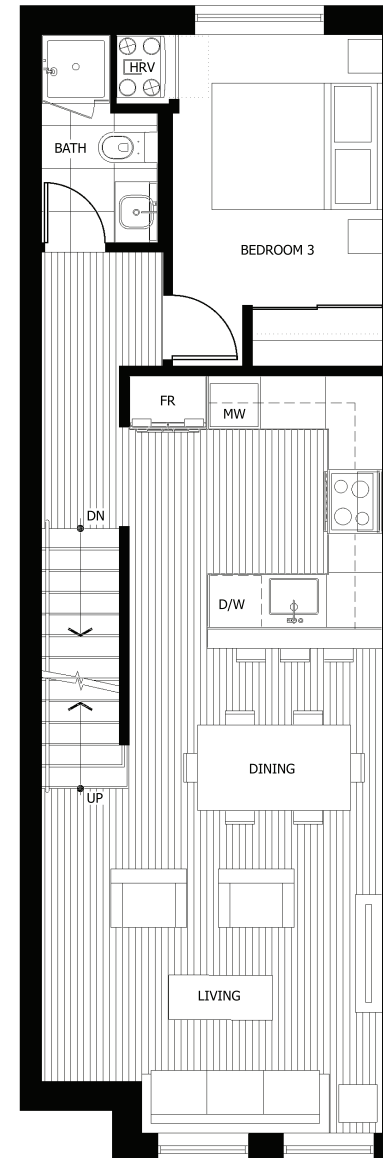 HRV
BATH
BEDROOM 3
FR
MW
DN
D/W
DINING
UP
LIVING